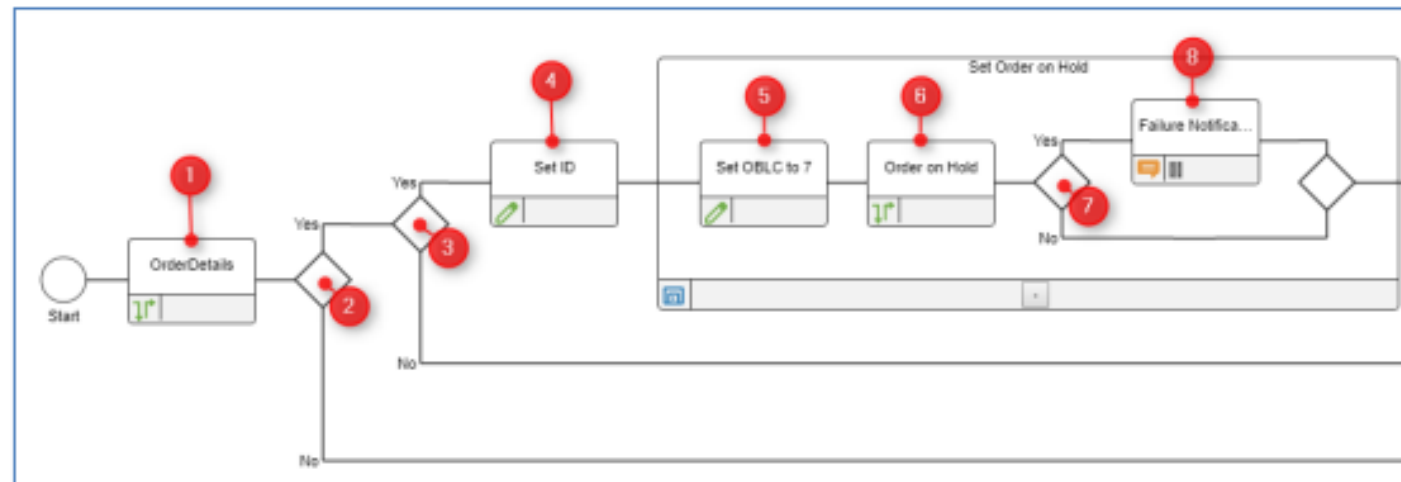 Set Order on Hold
8
4
5
6
Failure Notifica...
Yes
1
Set ID
Set OBLC to 7
Order on Hold
Yes
7
Yes
3
No
OrderDetails
2
Start
No
No